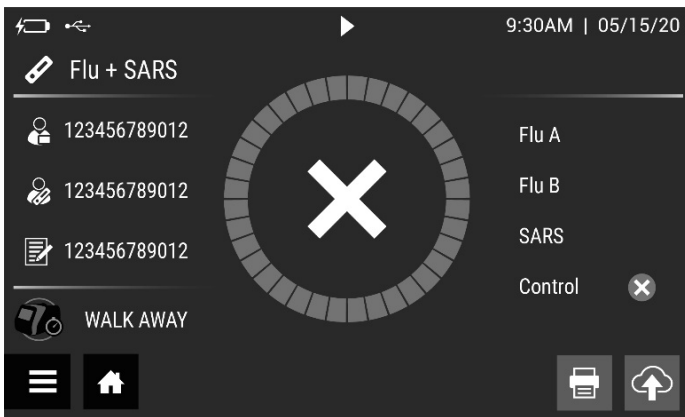 9:30AM | 05/15/20
Flu + SARS
123456789012
123456789012
123456789012
WALK AWAY
Flu A
Flu B
SARS
Control